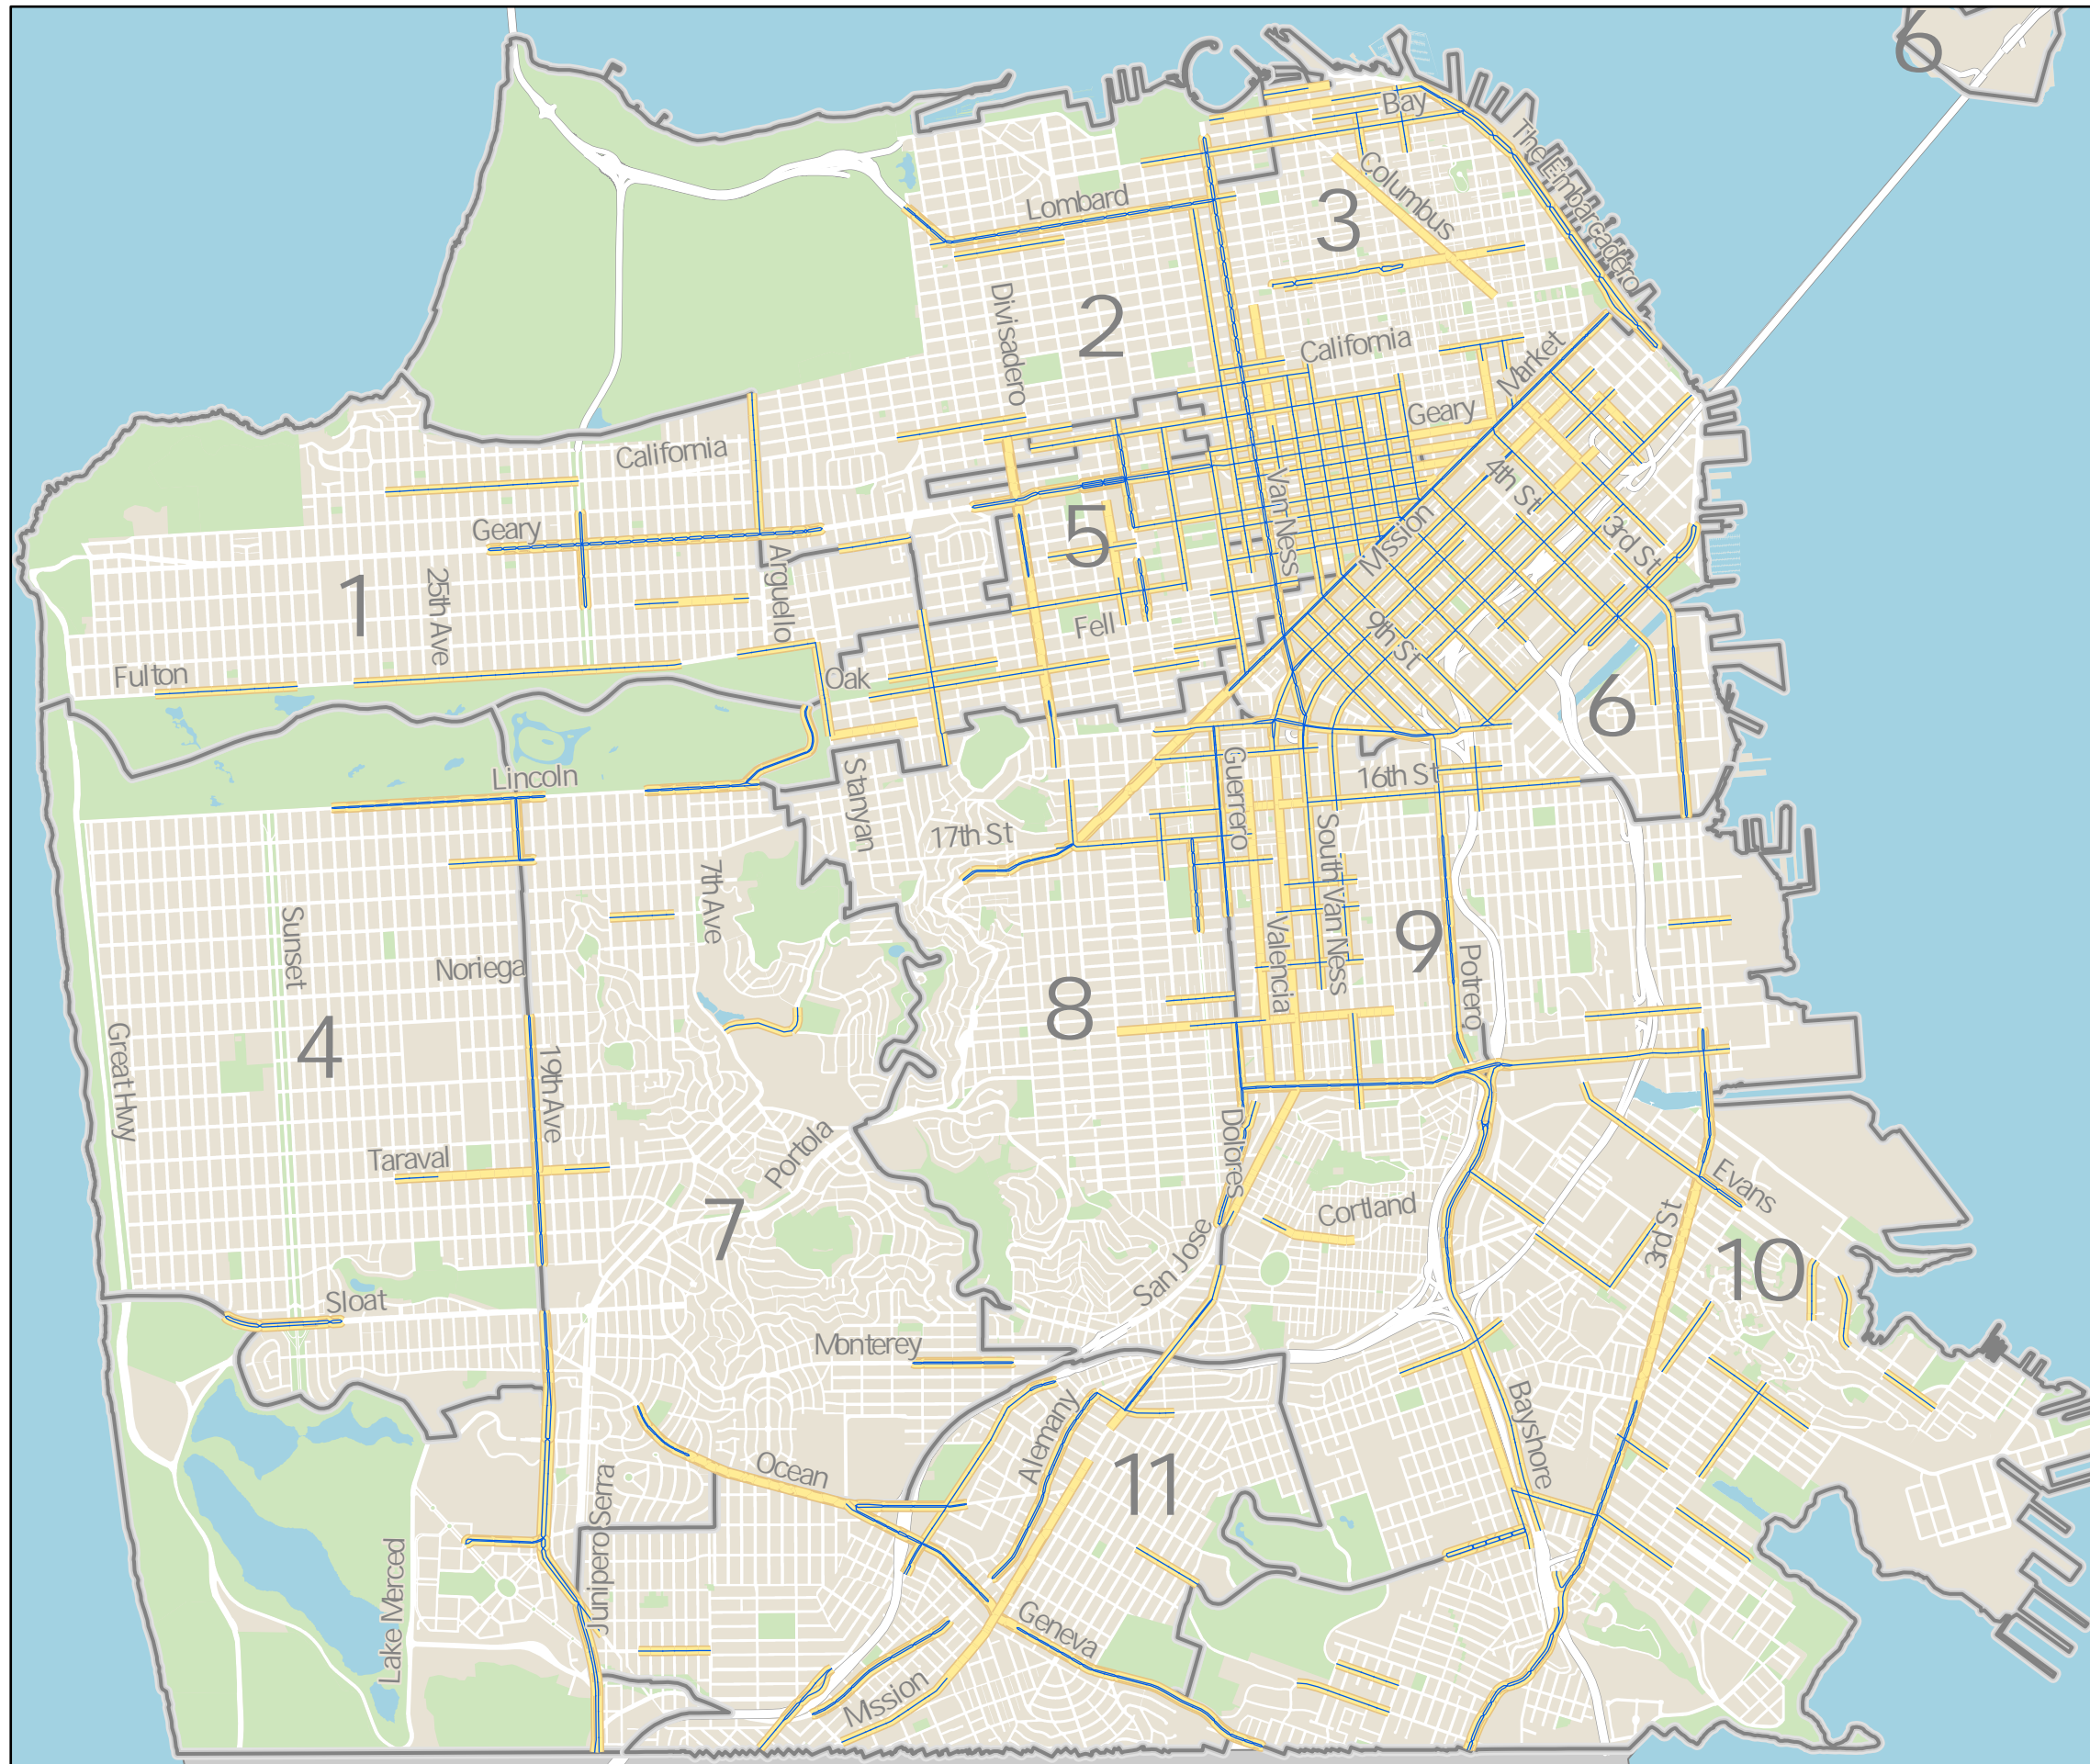 6
Bay
The Embarcadero
Columbus
Lombard
3
2
Divisadero
California
Market
Geary
California
Van Ness
4th St
Mission
3rd St
5
Geary
Arguello
1
25th Ave
Fell
9th St
Fulton
Oak
6
Lincoln
Stanyan
Guerrero
16th St
17th St
South Van Ness
7th Ave
Sunset
Noriega
Valencia
9
Potrero
8
4
Great Hwy
19th Ave
Dolores
Portola
Taraval
Evans
7
Cortland
3rd St
San Jose
10
Sloat
Monterey
Alemany
Bayshore
Ocean
11
Junipero Serra
Lake Merced
Geneva
Mission